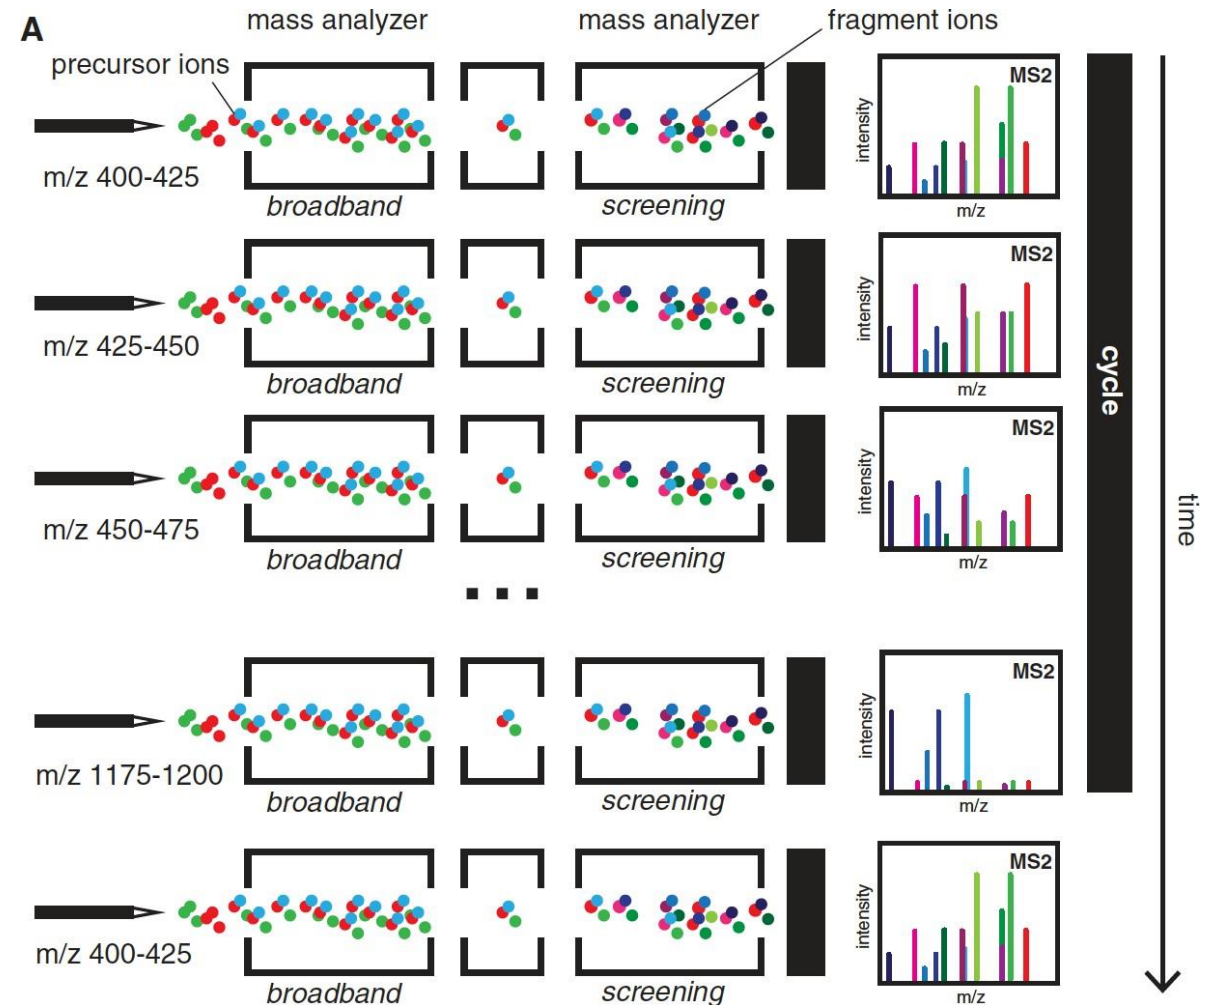 A
mass analyzer
mass analyzer
fragment ions
precursor ions
MS2
intensity
m/z 400-425
broadband
screening
m/z
MS2
intensity
m/z 425-450
broadband
screening
m/z
cycle
MS2
intensity
m/z 450-475
broadband
screening
m/z
time
...
MS2
intensity
m/z 1175-1200
broadband
screening
m/z
MS2
intensity
m/z 400-425
broadband
screening
m/z